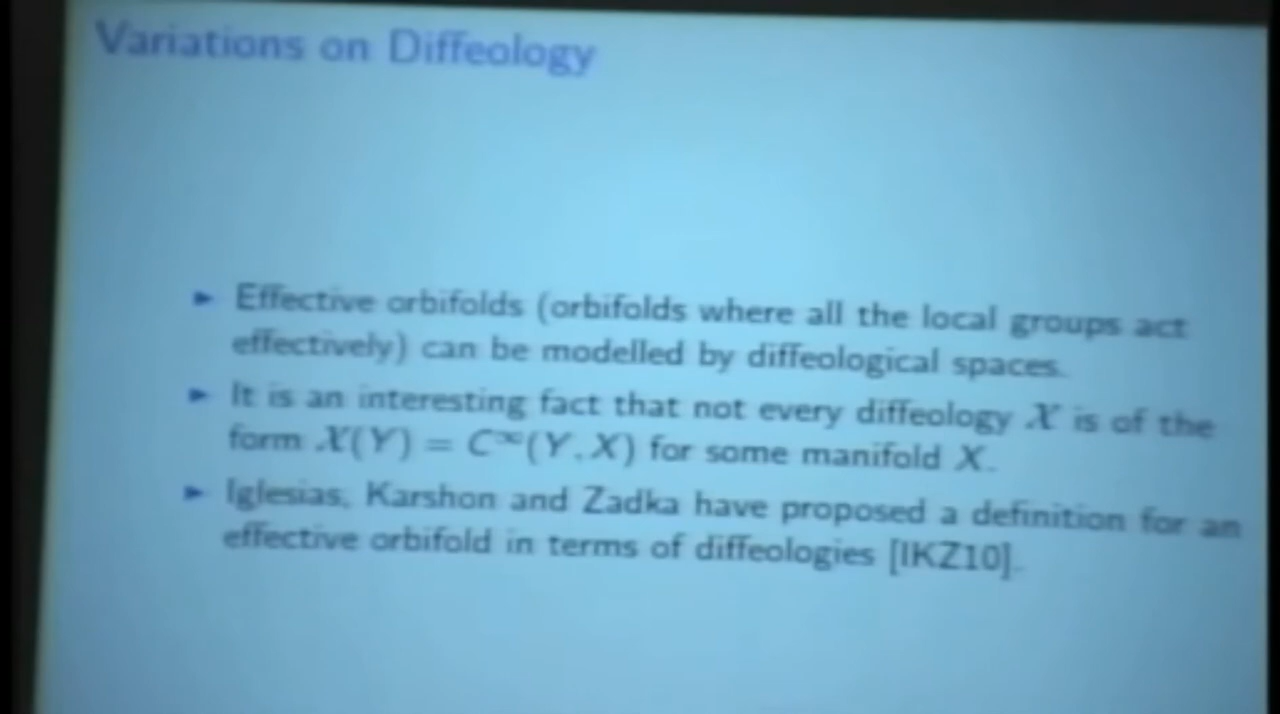 Variations on Diffeology
► Effective orbifolds (orbifolds where all the local groups act
effectively) can be modelled by diffeological spaces.
► It is an interesting fact that not every diffeology 𝒳 is of the
form 𝒳(Y) = C∞(Y, X) for some manifold X.
► Iglesias, Karshon and Zadka have proposed a definition for an
effective orbifold in terms of diffeologies [IKZ10].